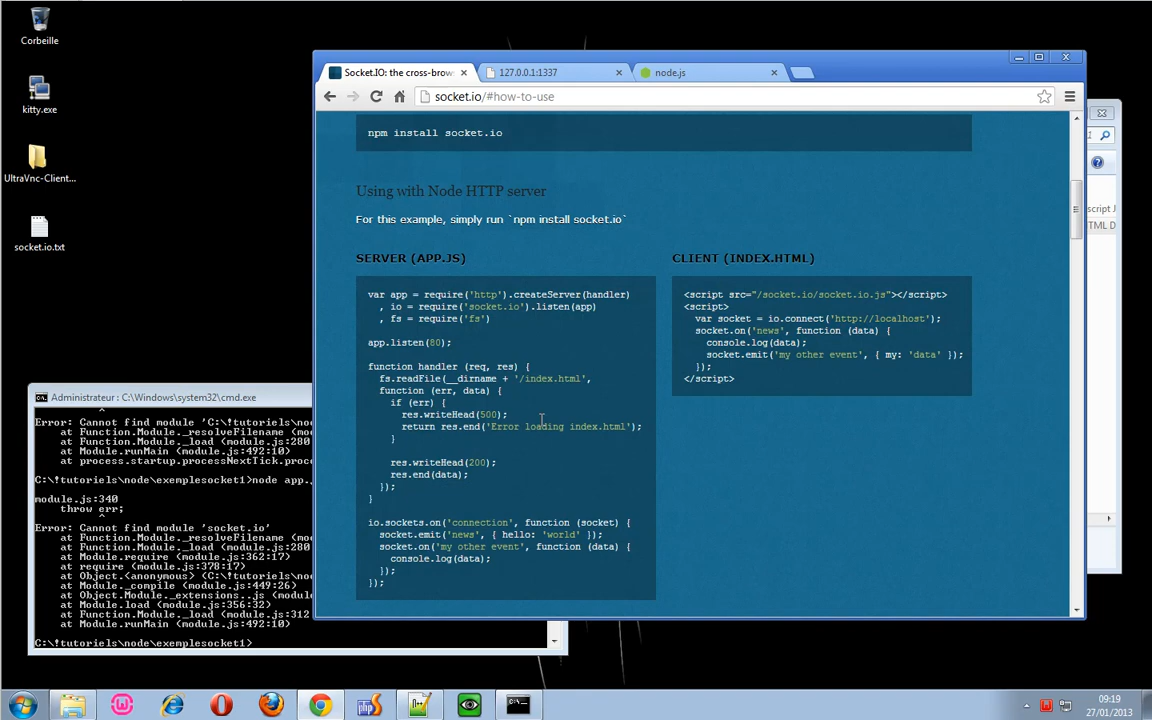 Corbeille
kitty.exe
UltraVnc-Client...
socket.io.txt
Socket.IO: the cross-brow
127.0.0.1:1337
node.js
socket.io/#how-to-use
npm install socket.io
Using with Node HTTP server
For this example, simply run `npm install socket.io`
SERVER (APP.JS)
var app = require('http').createServer(handler)
, io = require('socket.io').listen(app)
, fs = require('fs')
app.listen(80);
function handler (req, res) {
fs.readFile(__dirname + '/index.html',
function (err, data) {
if (err) {
res.writeHead(500);
return res.end('Error loading index.html');
}
res.writeHead(200);
res.end(data);
});
}
io.sockets.on('connection', function (socket) {
socket.emit('news', { hello: 'world' });
socket.on('my other event', function (data) {
console.log(data);
});
});
CLIENT (INDEX.HTML)
<script src="/socket.io/socket.io.js"></script>
<script>
var socket = io.connect('http://localhost');
socket.on('news', function (data) {
console.log(data);
socket.emit('my other event', { my: 'data' });
});
</script>
script J
HTML D
Administrateur : C:\Windows\system32\cmd.exe
^
Error: Cannot find module 'C:\!tutoriels\nod
at Function.Module._resolveFilename (mod
at Function.Module._load (module.js:280
at Module.runMain (module.js:492:10)
at process.startup.processNextTick.proce
C:\!tutoriels\node\exemplesocket1>node app.
module.js:340
throw err;
^
Error: Cannot find module 'socket.io'
at Function.Module._resolveFilename (mod
at Function.Module._load (module.js:280
at Module.require (module.js:362:17)
at require (module.js:378:17)
at Object.<anonymous> (C:\!tutoriels\nod
at Module._compile (module.js:449:26)
at Object.Module._extensions..js (module
at Module.load (module.js:356:32)
at Function.Module._load (module.js:312
at Module.runMain (module.js:492:10)
C:\!tutoriels\node\exemplesocket1>
09:19
27/01/2013